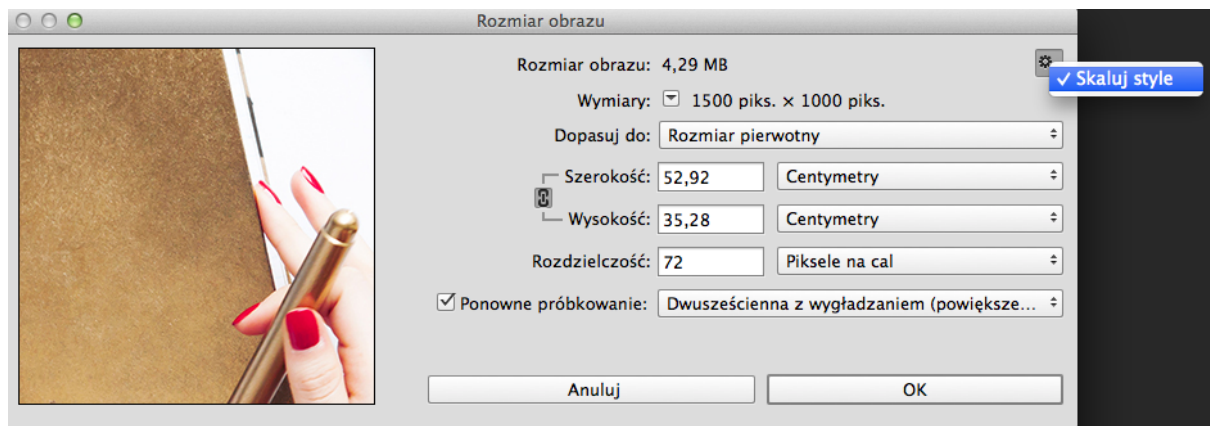 Rozmiar obrazu
Rozmiar obrazu: 4,29 MB
✓ Skaluj style
Wymiary: 1500 piks. × 1000 piks.
Dopasuj do: Rozmiar pierwotny
Szerokość: 52,92 Centymetry
Wysokość: 35,28 Centymetry
Rozdzielczość: 72 Piksele na cal
Ponowne próbkowanie: Dwusześcienna z wygładzaniem (powiększe...
Anuluj OK